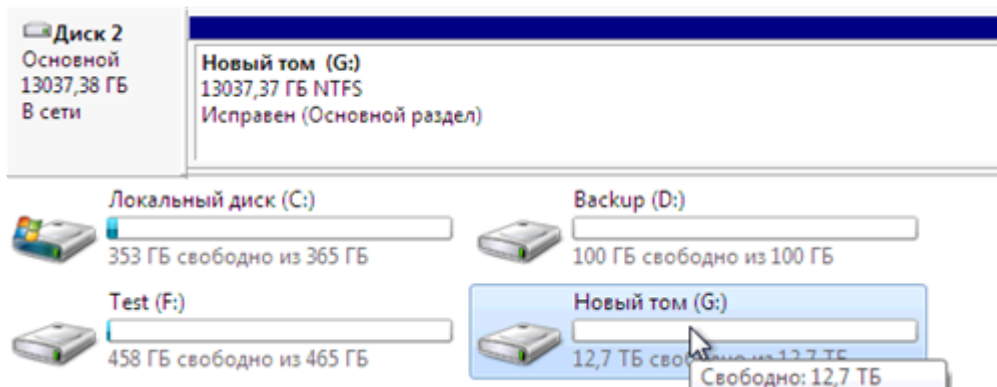 Диск 2
Основной
13037,38 ГБ
В сети
Новый том (G:)
13037,37 ГБ NTFS
Исправен (Основной раздел)
Локальный диск (C:)
353 ГБ свободно из 365 ГБ
Backup (D:)
100 ГБ свободно из 100 ГБ
Test (F:)
458 ГБ свободно из 465 ГБ
Новый том (G:)
12,7 ТБ свободно из 12,7 ТБ
Свободно: 12,7 ТБ